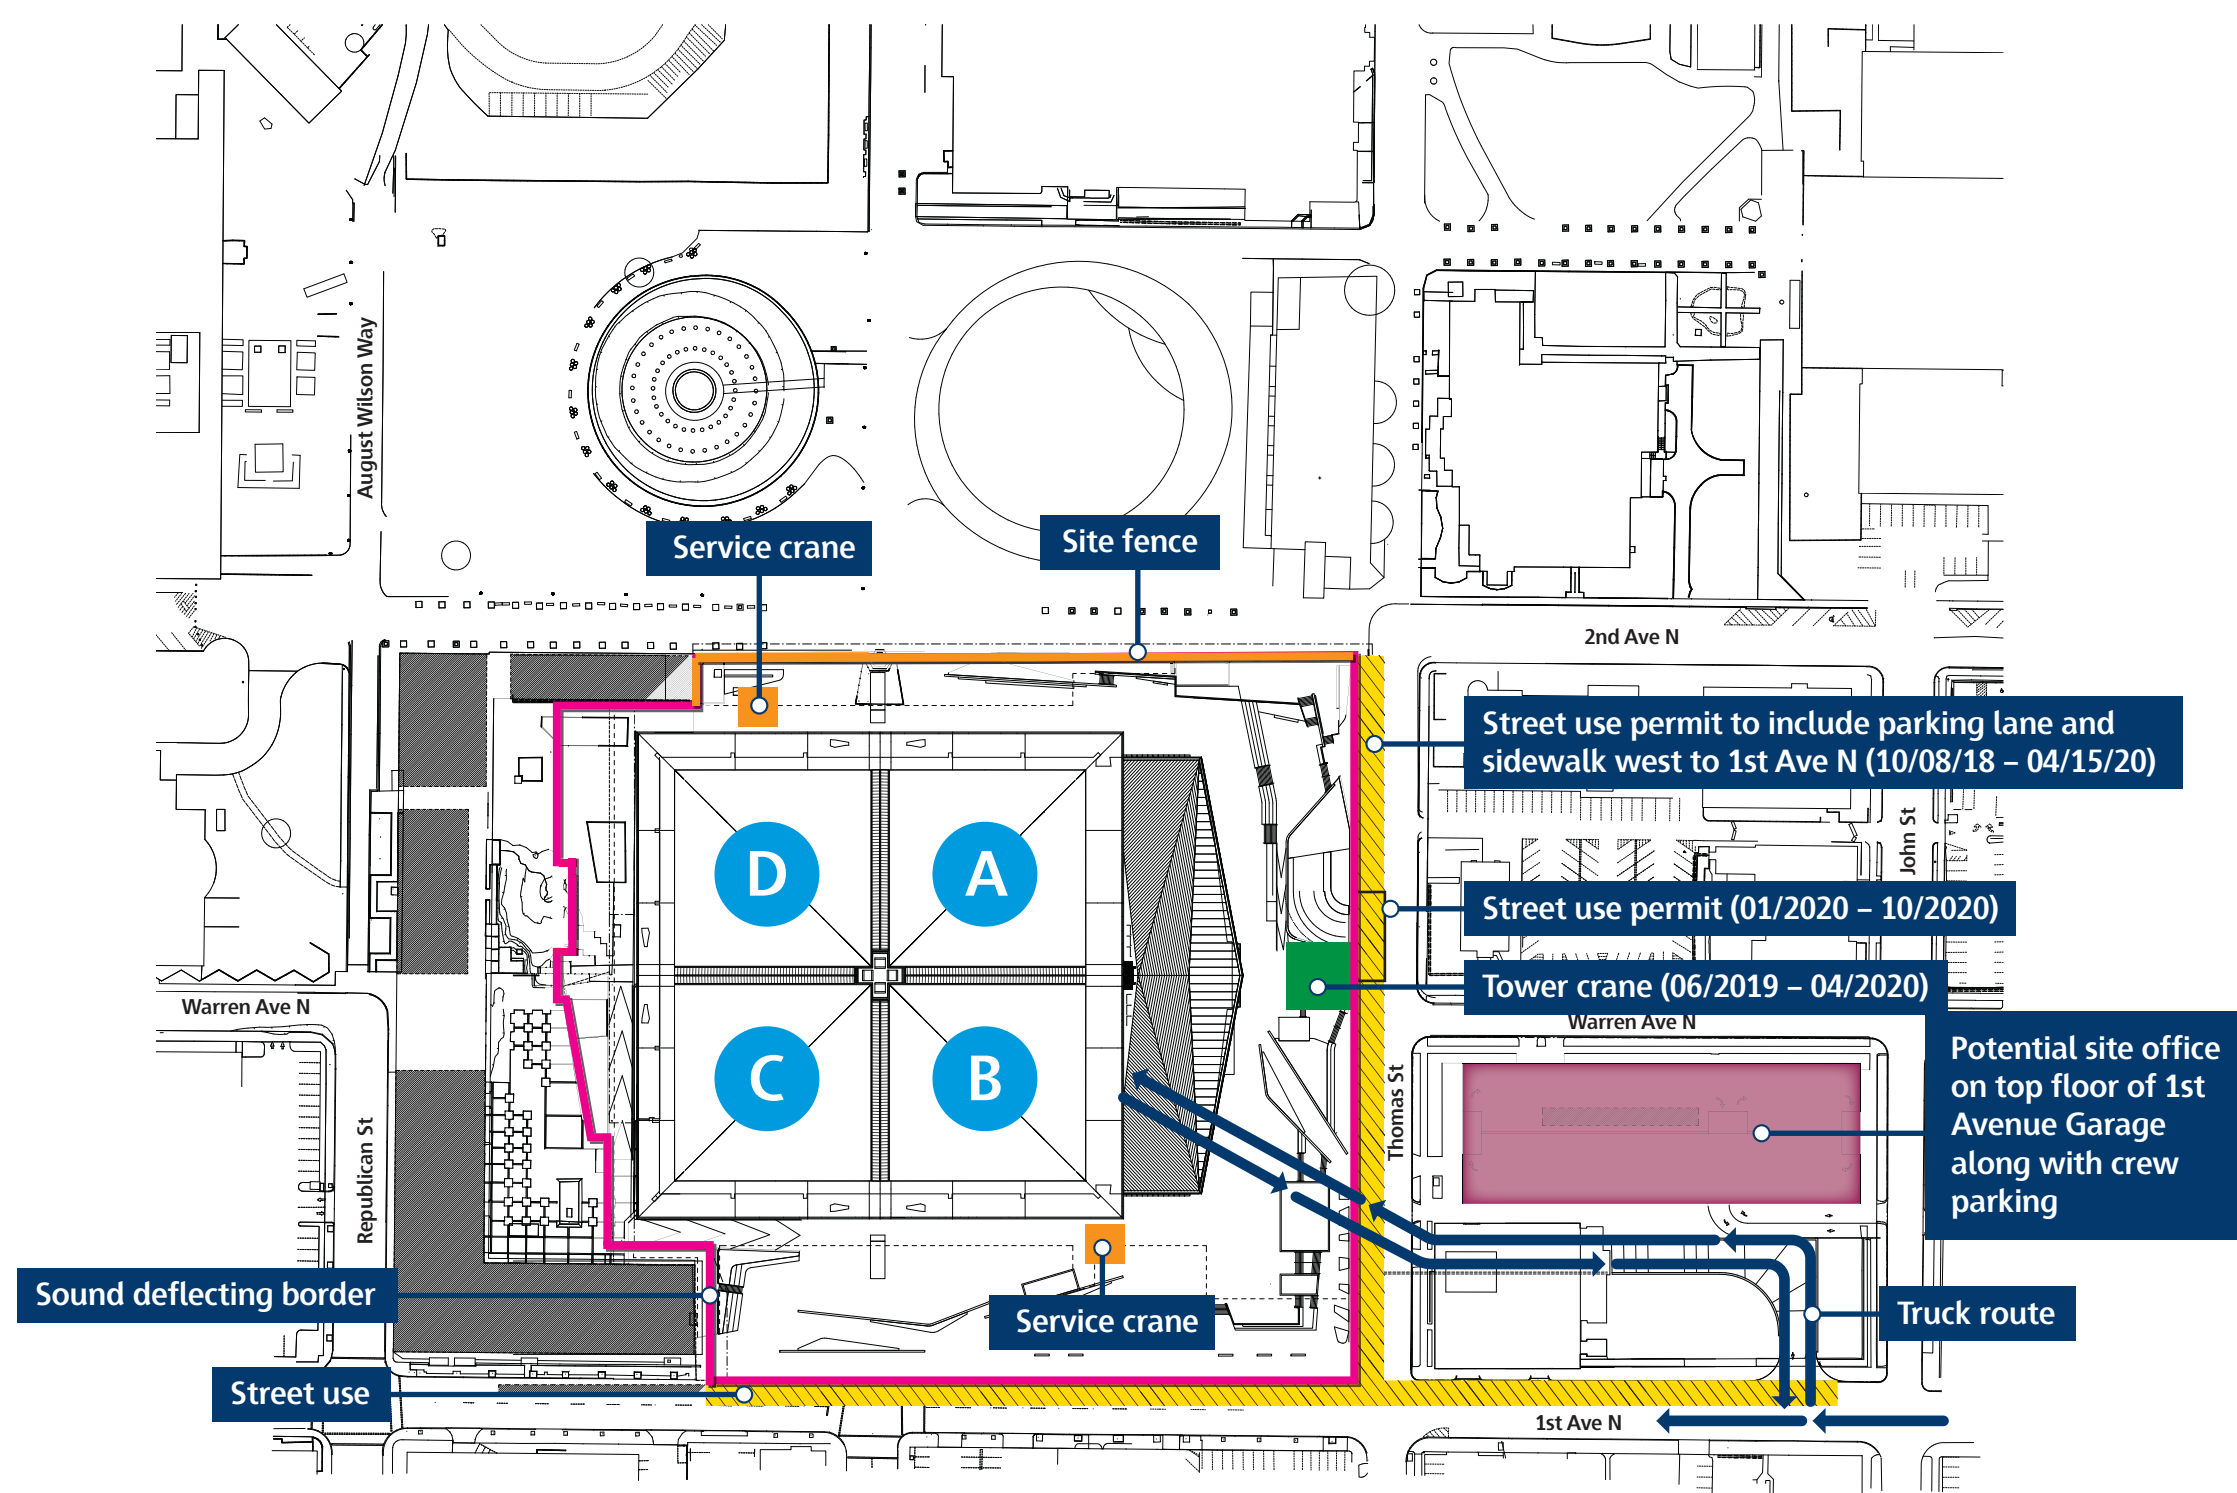 August Wilson Way
Service crane
Site fence
2nd Ave N
Street use permit to include parking lane and
sidewalk west to 1st Ave N (10/08/18 – 04/15/20)
John St
D
A
Street use permit (01/2020 – 10/2020)
Tower crane (06/2019 – 04/2020)
Warren Ave N
Warren Ave N
Potential site office
on top floor of 1st
Avenue Garage
along with crew
parking
C
B
Thomas St
Republican St
Sound deflecting border
Service crane
Truck route
Street use
1st Ave N